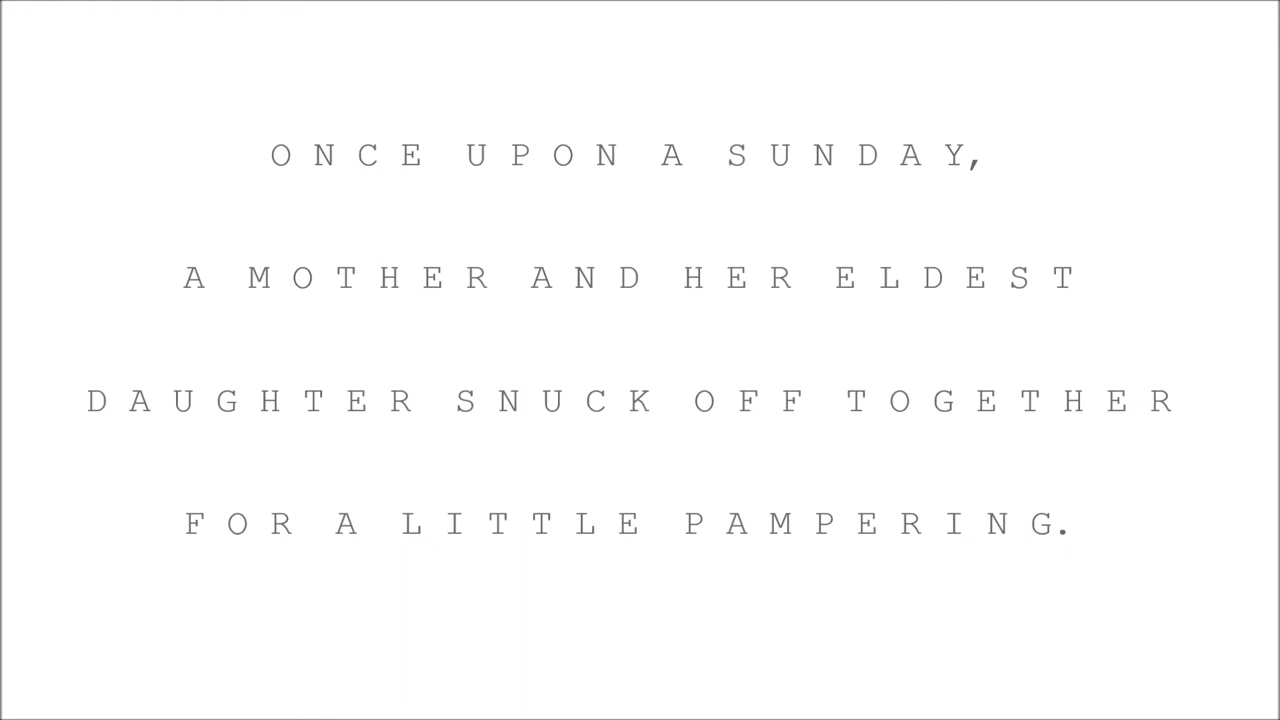 ONCE UPON A SUNDAY,
A MOTHER AND HER ELDEST
DAUGHTER SNUCK OFF TOGETHER
FOR A LITTLE PAMPERING.